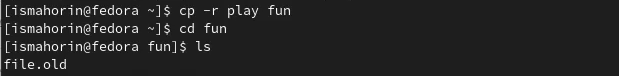 [ismahorin@fedora ~]$ cp -r play fun
[ismahorin@fedora ~]$ cd fun
[ismahorin@fedora fun]$ ls
file.old